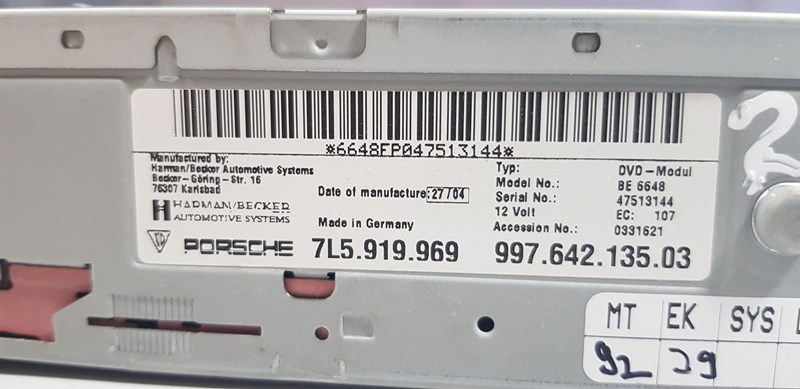 2
*6648FP047513144*
Manufactured by:
Harman/Becker Automotive Systems
Becker-Göring-Str. 16
76307 Karlsbad
HARMAN/BECKER
AUTOMOTIVE SYSTEMS
Date of manufacture: 27/04
Made in Germany
Typ: DVD-Modul
Model No.: BE 6648
Serial No.: 47513144
12 Volt EC: 107
Accession No.: 0331621
PORSCHE 7L5.919.969 997.642.135.03
MT EK SYS
92 29